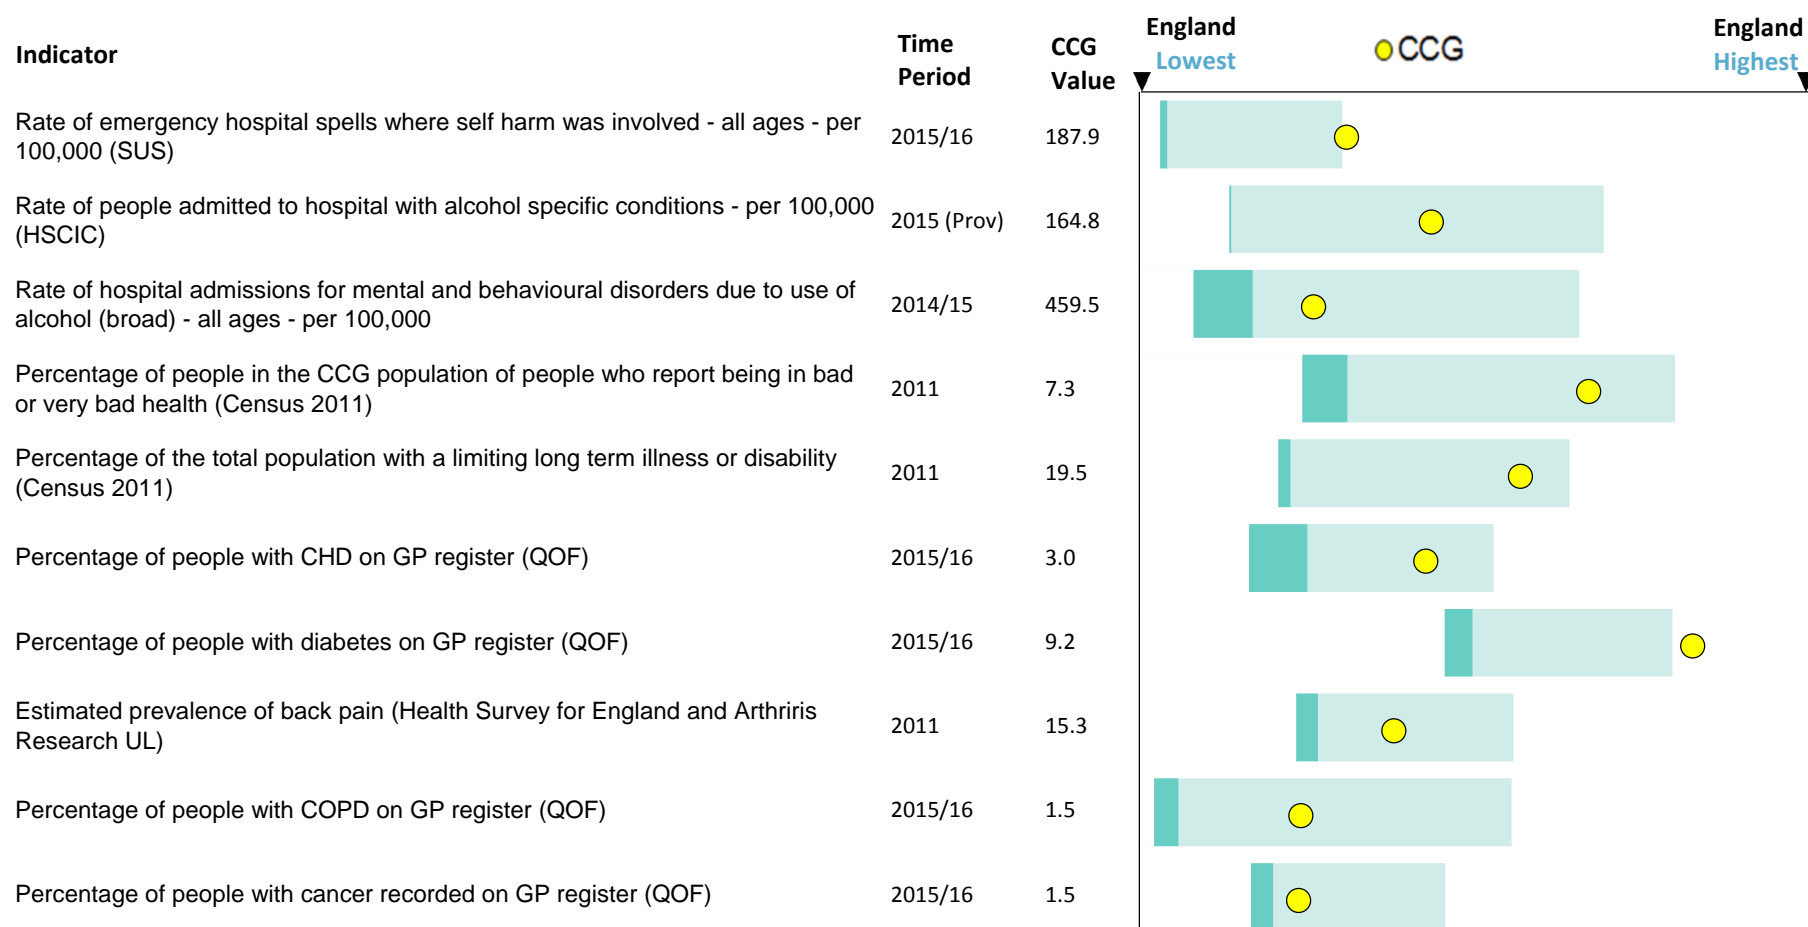 Indicator
Time
Period
CCG
Value
England
Lowest
CCG
England
Highest
Rate of emergency hospital spells where self harm was involved - all ages - per
100,000 (SUS)
2015/16
187.9
Rate of people admitted to hospital with alcohol specific conditions - per 100,000
(HSCIC)
2015 (Prov)
164.8
Rate of hospital admissions for mental and behavioural disorders due to use of
alcohol (broad) - all ages - per 100,000
2014/15
459.5
Percentage of people in the CCG population of people who report being in bad
or very bad health (Census 2011)
2011
7.3
Percentage of the total population with a limiting long term illness or disability
(Census 2011)
2011
19.5
Percentage of people with CHD on GP register (QOF)
2015/16
3.0
Percentage of people with diabetes on GP register (QOF)
2015/16
9.2
Estimated prevalence of back pain (Health Survey for England and Arthriris
Research UL)
2011
15.3
Percentage of people with COPD on GP register (QOF)
2015/16
1.5
Percentage of people with cancer recorded on GP register (QOF)
2015/16
1.5